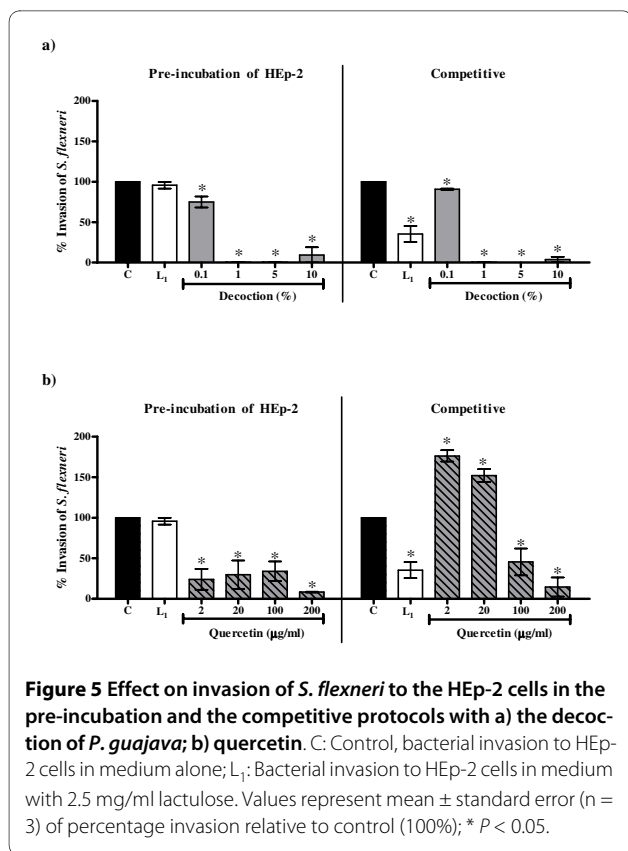 a)
Pre-incubation of HEp-2 Competitive
% Invasion of S. flexneri
200
150
100
50
0
* * * * * * * * *
C L₁ 0.1 1 5 10 C L₁ 0.1 1 5 10
Decoction (%) Decoction (%)
b)
Pre-incubation of HEp-2 Competitive
% Invasion of S. flexneri
200
150
100
50
0
* * * * * * * * *
C L₁ 2 20 100 200 C L₁ 2 20 100 200
Quercetin (µg/ml) Quercetin (µg/ml)
Figure 5 Effect on invasion of S. flexneri to the HEp-2 cells in the
pre-incubation and the competitive protocols with a) the decoc-
tion of P. guajava; b) quercetin. C: Control, bacterial invasion to HEp-
2 cells in medium alone; L₁: Bacterial invasion to HEp-2 cells in medium
with 2.5 mg/ml lactulose. Values represent mean ± standard error (n =
3) of percentage invasion relative to control (100%); * P < 0.05.